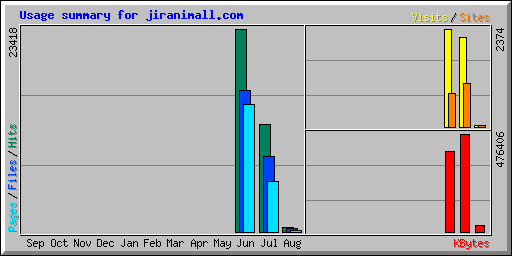 Usage summary for jiranimall.com
Visits/Sites
23418
2374
Pages/Files/Hits
476406
Sep Oct Nov Dec Jan Feb Mar Apr May Jun Jul Aug
KBytes